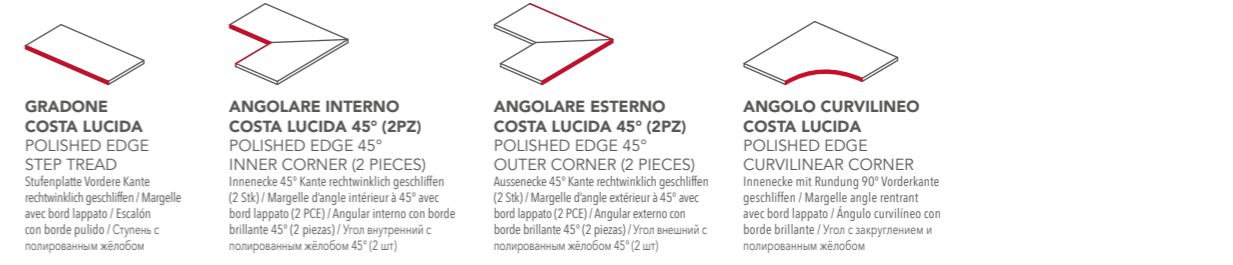 GRADONE
COSTA LUCIDA
POLISHED EDGE
STEP TREAD
Stufenplatte Vordere Kante
rechtwinklich geschliffen / Margelle
avec bord lappato / Escalón
con borde pulido / Ступень с
полированным жёлобом
ANGOLARE INTERNO
COSTA LUCIDA 45° (2PZ)
POLISHED EDGE 45°
INNER CORNER (2 PIECES)
Innenecke 45° Kante rechtwinklich geschliffen
(2 Stk) / Margelle d'angle intérieur à 45° avec
bord lappato (2 PCE) / Angular interno con borde
brillante 45° (2 piezas) / Угол внутренний с
полированным жёлобом 45° (2 шт)
ANGOLARE ESTERNO
COSTA LUCIDA 45° (2PZ)
POLISHED EDGE 45°
OUTER CORNER (2 PIECES)
Aussenecke 45° Kante rechtwinklich geschliffen
(2 Stk) / Margelle d'angle extérieur à 45° avec
bord lappato (2 PCE) / Angular externo con
borde brillante 45° (2 piezas) / Угол внешний с
полированным жёлобом 45° (2 шт)
ANGOLO CURVILINEO
COSTA LUCIDA
POLISHED EDGE
CURVILINEAR CORNER
Innenecke mit Rundung 90° Vorderkante
geschliffen / Margelle angle rentrant
avec bord lappato / Ángulo curvilíneo con
borde brillante / Угол с закруглением и
полированным жёлобом